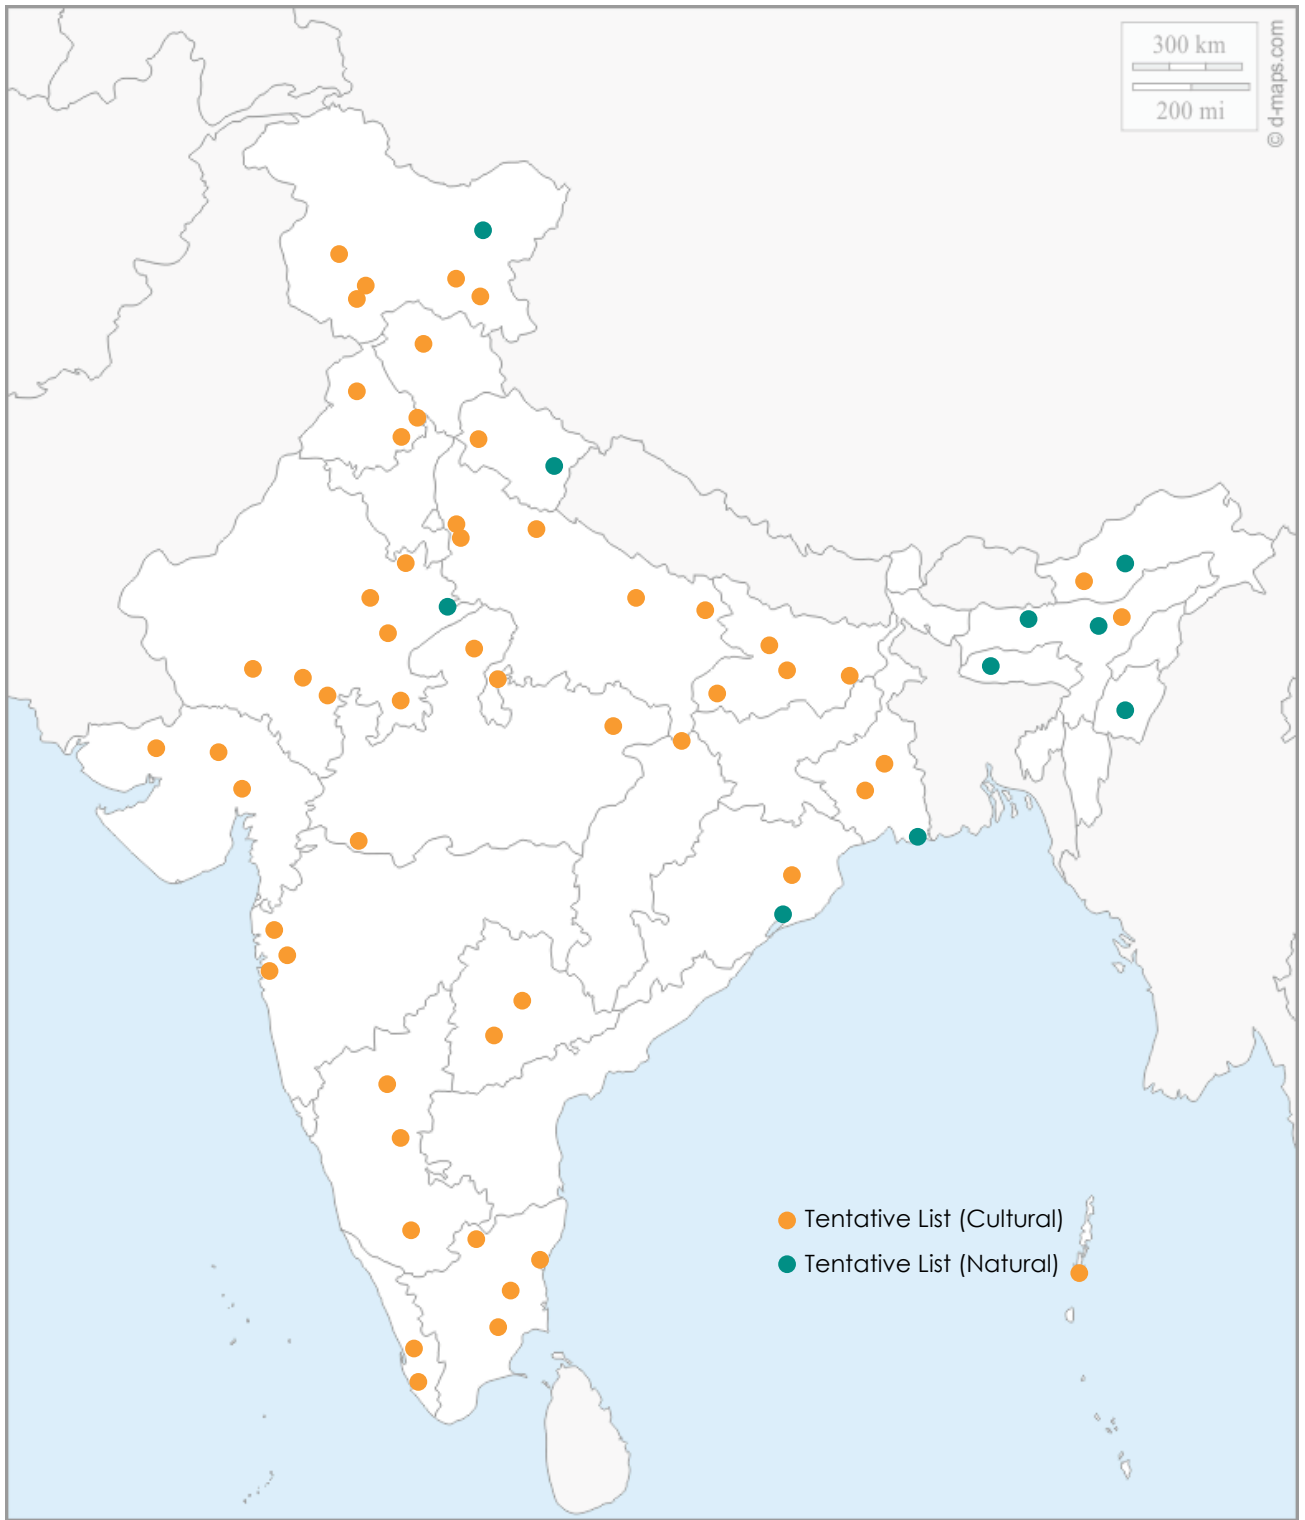 300 km
200 mi
© d-maps.com
Tentative List (Cultural)
Tentative List (Natural)